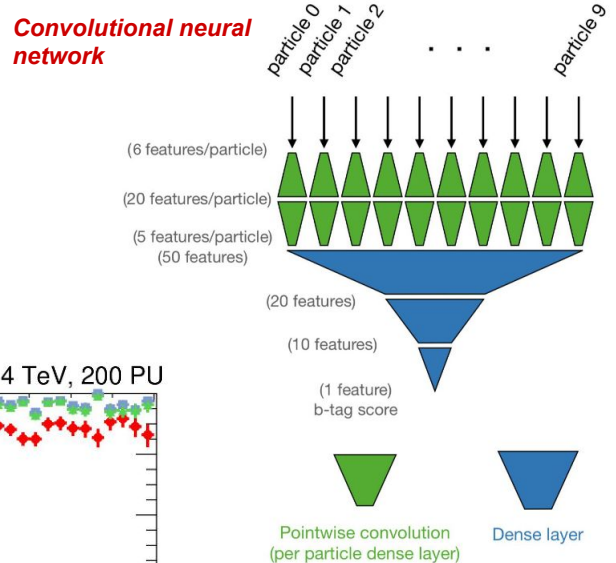 Convolutional neural
network
particle 0
particle 1
particle 2
. . .
particle 9
(6 features/particle)
(20 features/particle)
(5 features/particle)
(50 features)
(20 features)
(10 features)
(1 feature)
b-tag score
4 TeV, 200 PU
Pointwise convolution
(per particle dense layer)
Dense layer